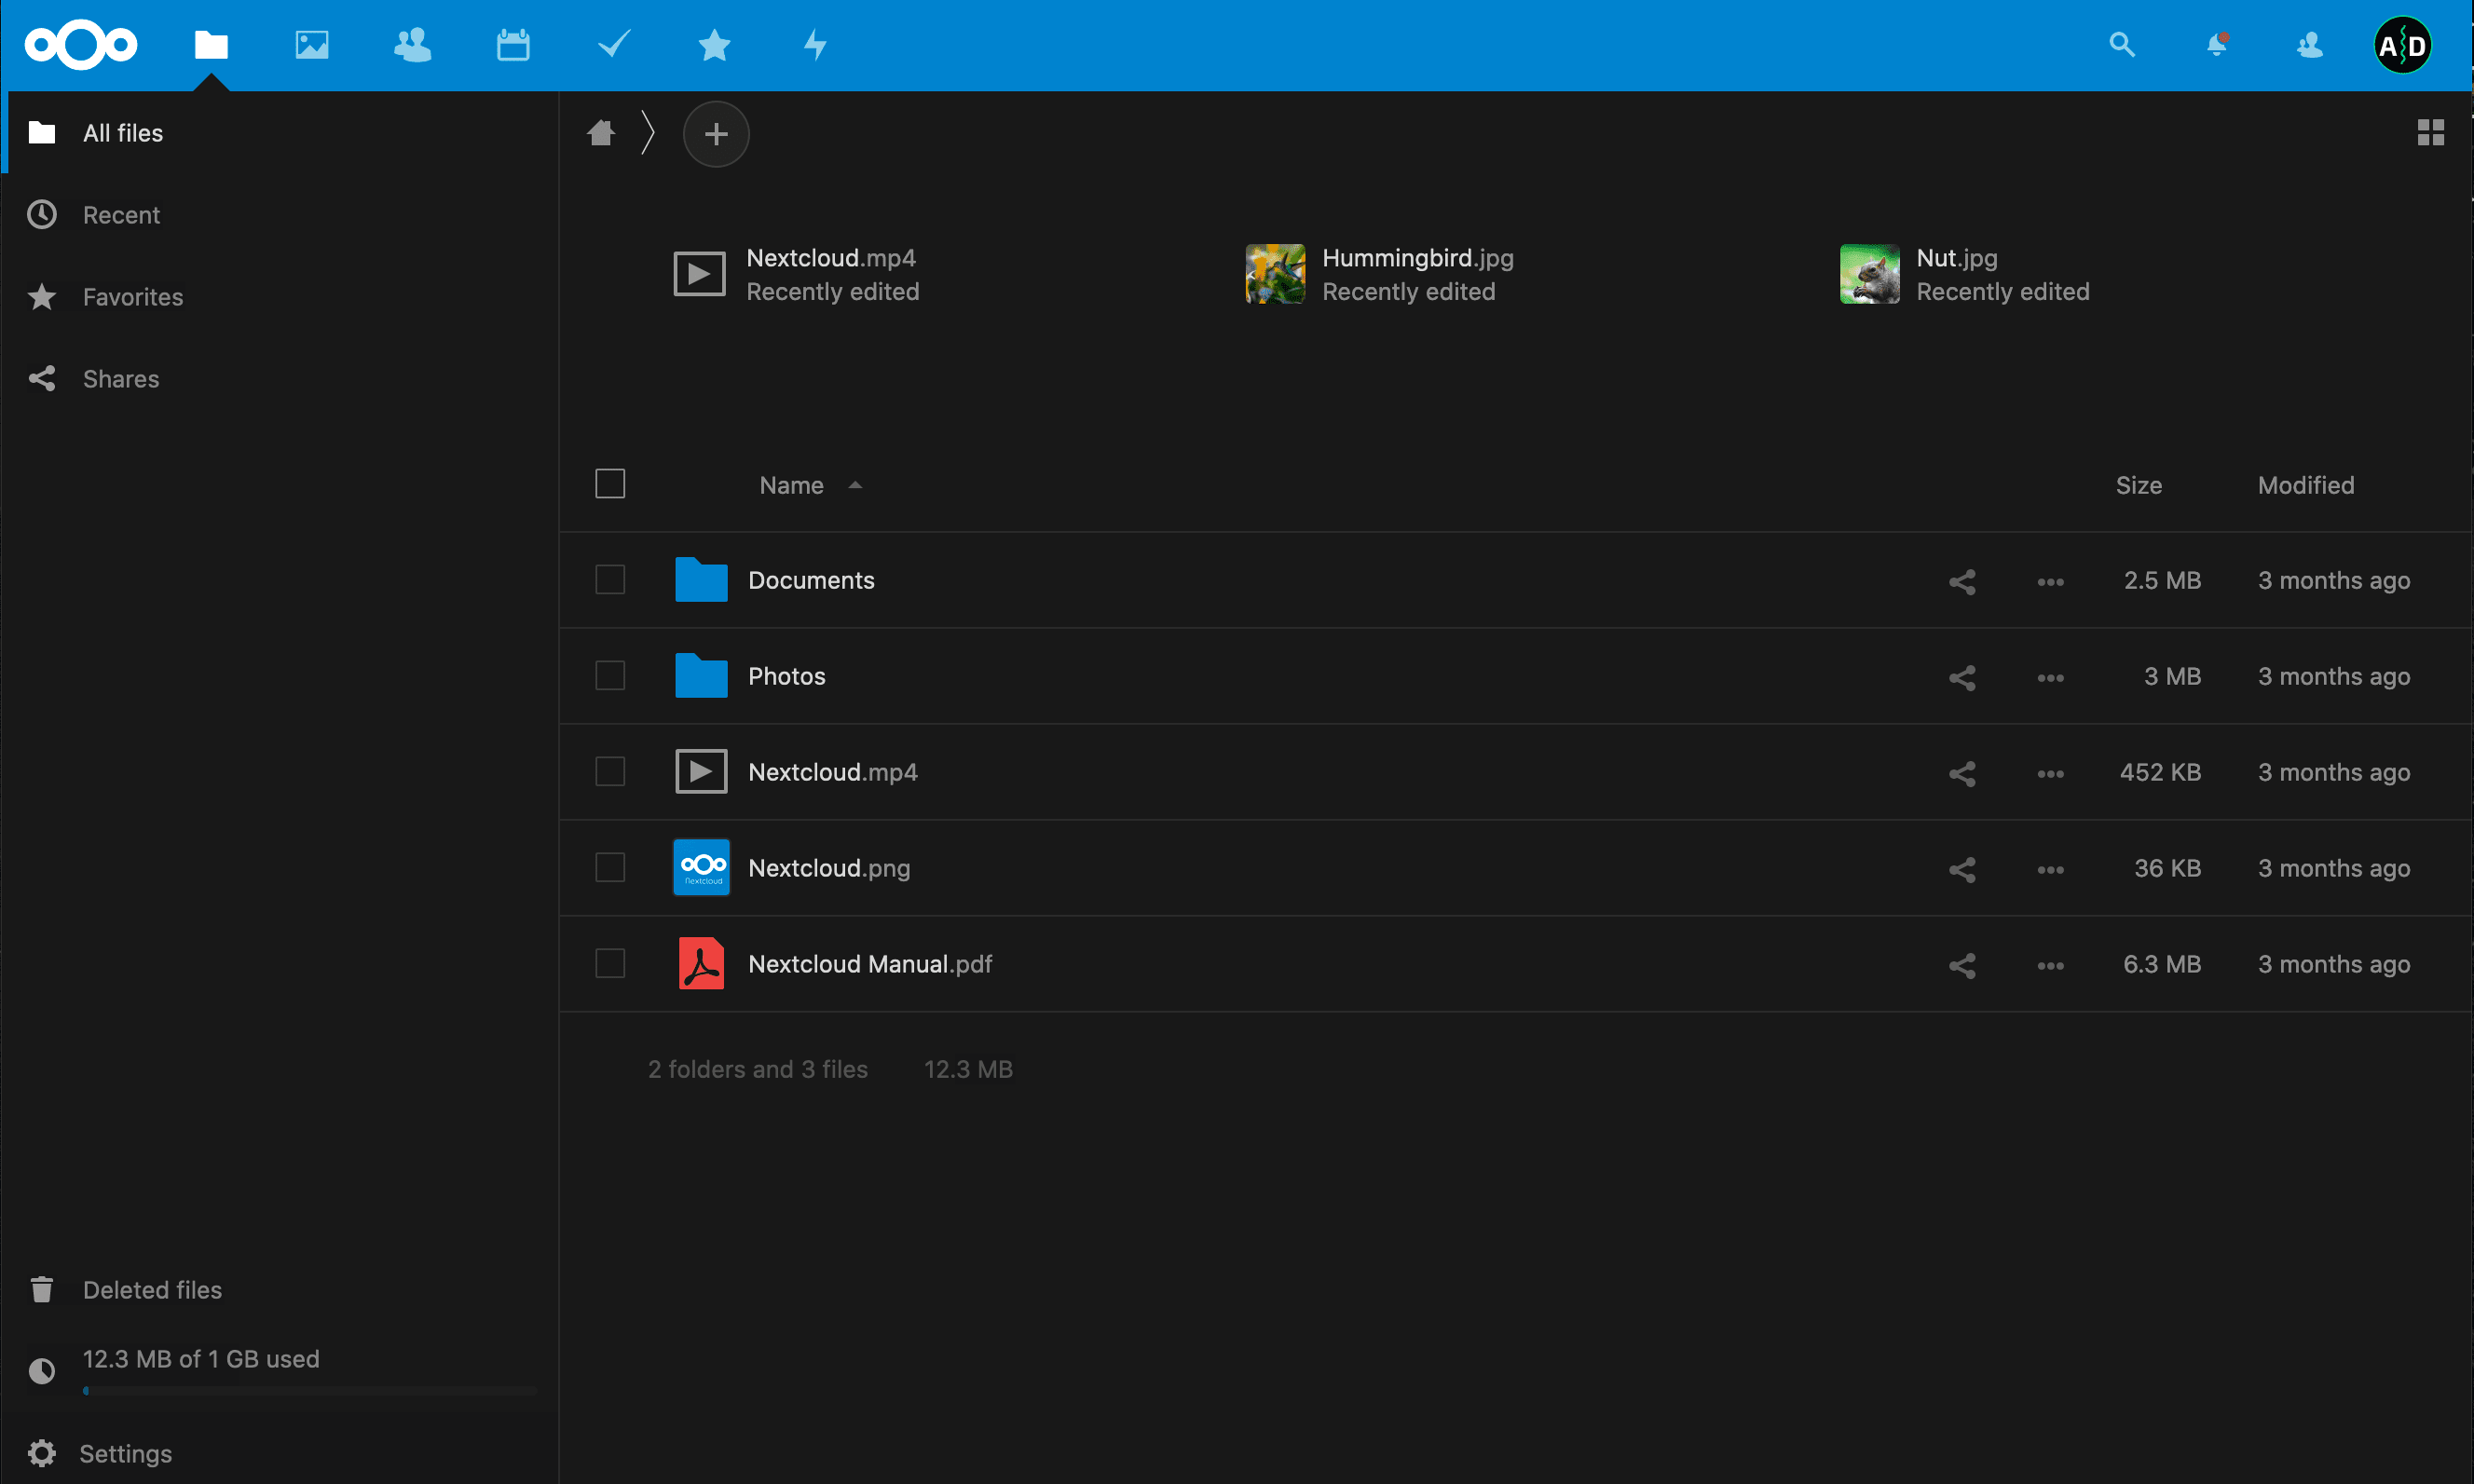 A D
All files
Recent
Favorites
Shares
Nextcloud.mp4
Recently edited
Hummingbird.jpg
Recently edited
Nut.jpg
Recently edited
Name
Size
Modified
Documents
2.5 MB
3 months ago
Photos
3 MB
3 months ago
Nextcloud.mp4
452 KB
3 months ago
Nextcloud
Nextcloud.png
36 KB
3 months ago
Nextcloud Manual.pdf
6.3 MB
3 months ago
2 folders and 3 files
12.3 MB
Deleted files
12.3 MB of 1 GB used
Settings